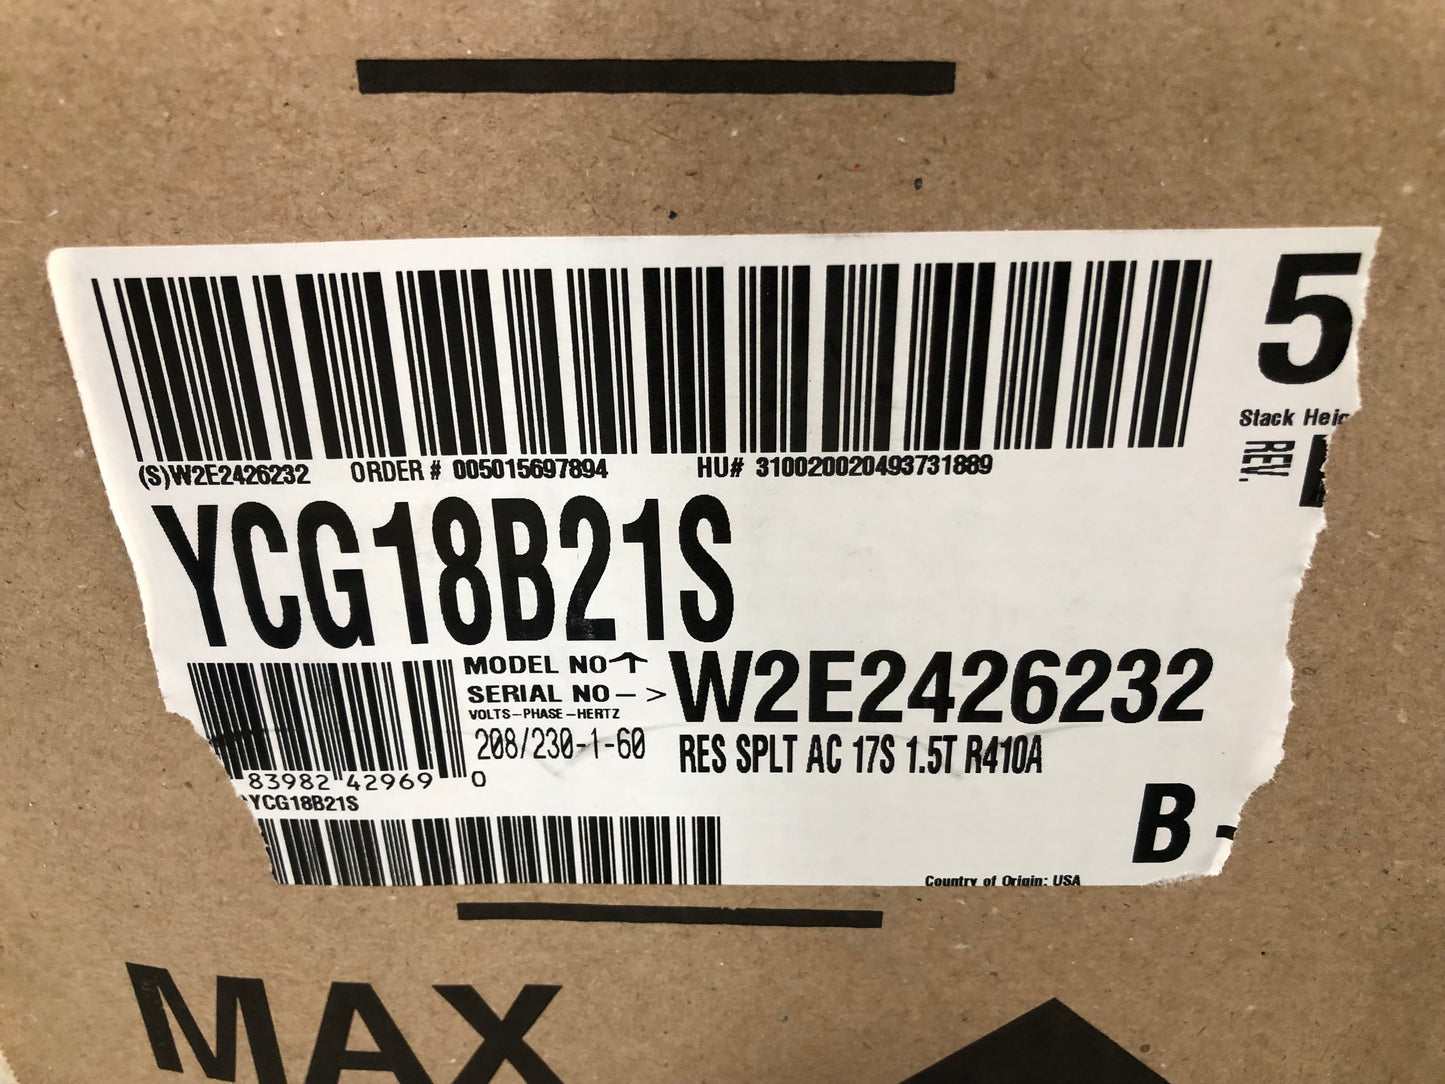 5
Stack Heig
REV.
(S)W2E2426232 ORDER # 005015697894 HU# 310020020493731889
YCG18B21S
MODEL NO
SERIAL NO --> W2E2426232
VOLTS-PHASE-HERTZ
208/230-1-60
RES SPLT AC 17S 1.5T R410A
83982 42969 0
YCG18B21S
B -
Country of Origin: USA
MAX